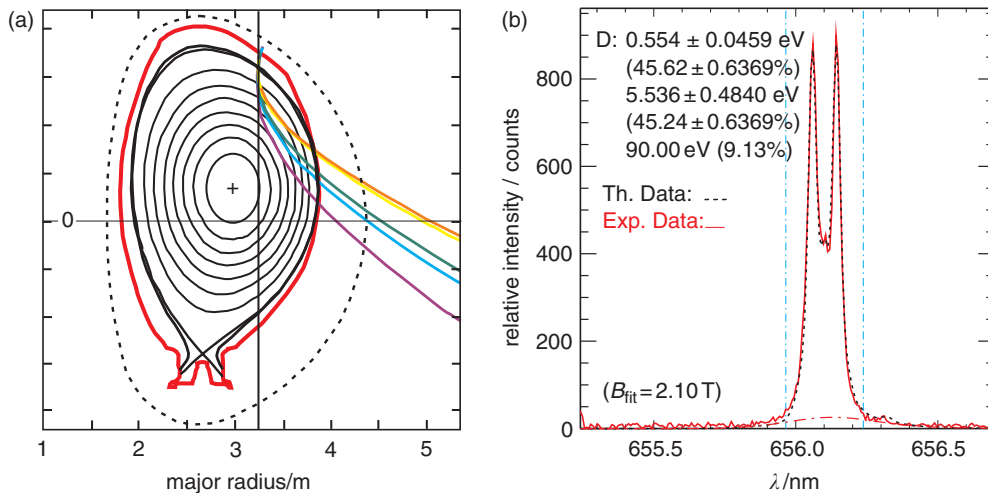 (a)
0
1 2 3 4 5
major radius/m
(b)
relative intensity / counts
800
600
400
200
0
D: 0.554 ± 0.0459 eV
(45.62 ± 0.6369%)
5.536 ± 0.4840 eV
(45.24 ± 0.6369%)
90.00 eV (9.13%)
Th. Data:
Exp. Data:
(Bfit = 2.10 T)
655.5 656.0 656.5
λ/nm